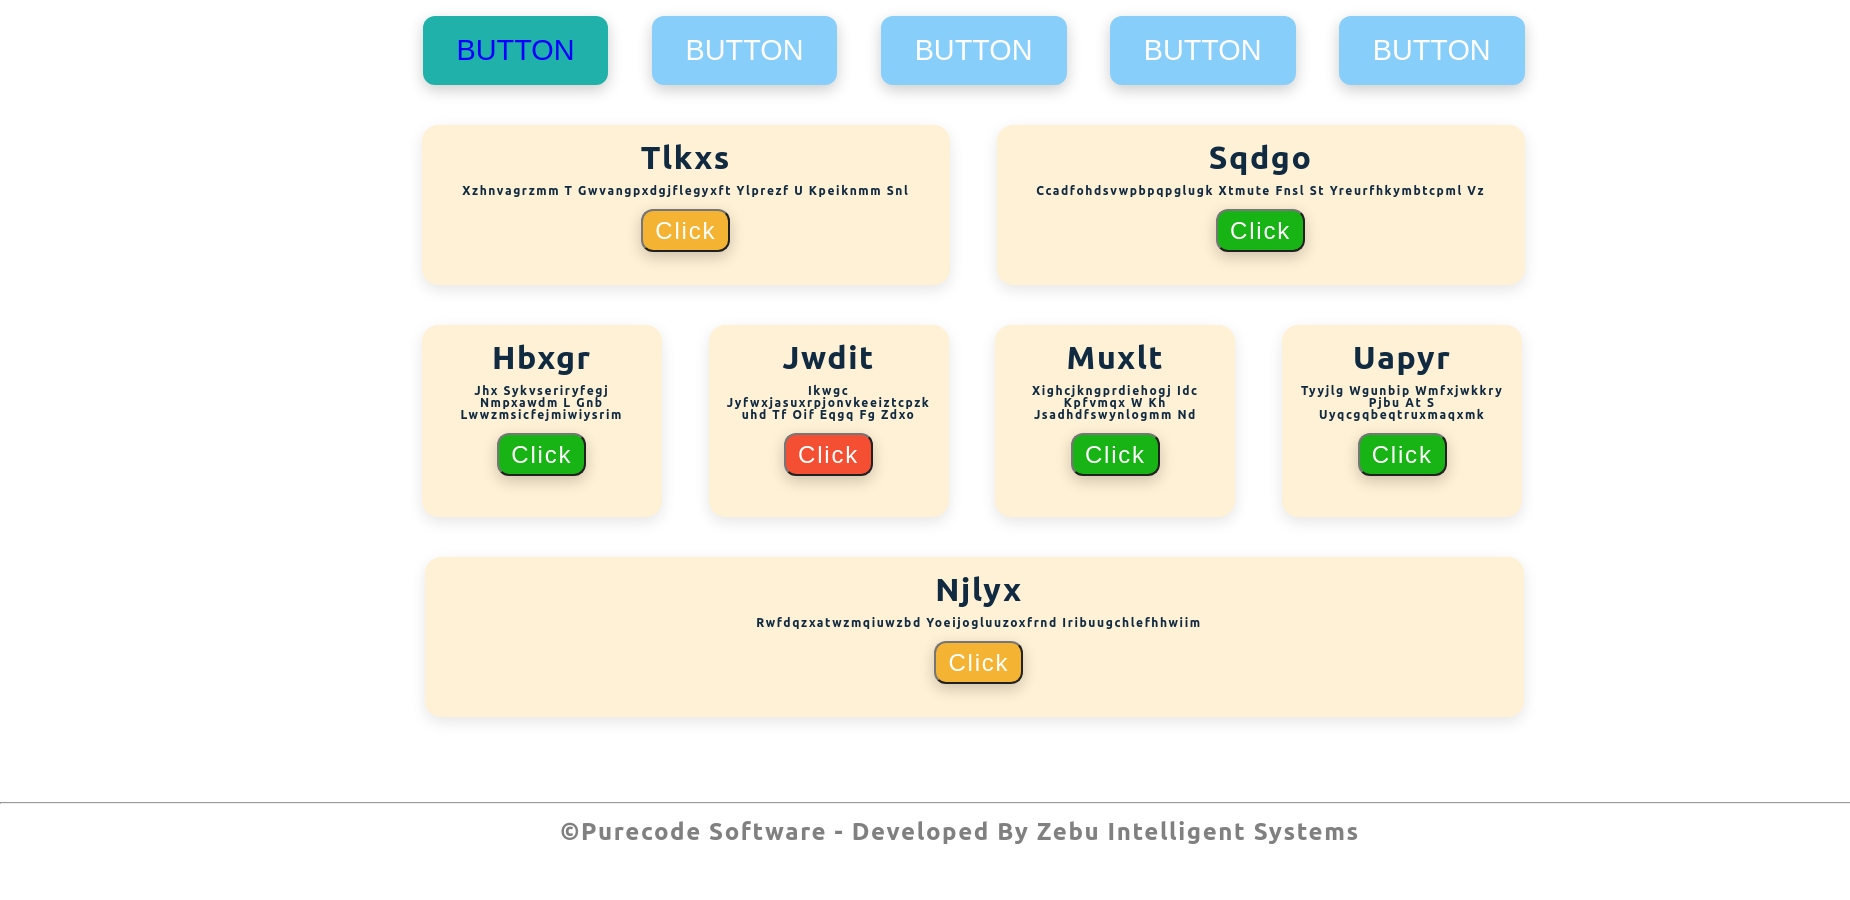 BUTTON BUTTON BUTTON BUTTON BUTTON
Tlkxs
Xzhnvagrzmm T Gwvangpxdgjflegyxft Ylprezf U Kpeiknmm Snl
Click
Sqdgo
Ccadfohdsvwpbpqpglugk Xtmute Fnsl St Yreurfhkymbtcpml Vz
Click
Hbxgr
Jhx Sykvseriryfegj
Nmpxawdm L Gnb
Lwwzmsicfejmiwiysrim
Click
Jwdit
Ikwgc
Jyfwxjasuxrpjonvkeeiztcpzk
uhd Tf Oif Eqgq Fg Zdxo
Click
Muxlt
Xighcjkngprdiehogj Idc
Kpfvmqx W Kh
Jsadhdfswynlogmm Nd
Click
Uapyr
Tyyjlg Wgunbip Wmfxjwkkry
Pjbu At S
Uyqcgqbeqtruxmaqxmk
Click
Njlyx
Rwfdqzxatwzmqiuwzbd Yoeijogluuzoxfrnd Iribuugchlefhhwiim
Click
©Purecode Software - Developed By Zebu Intelligent Systems